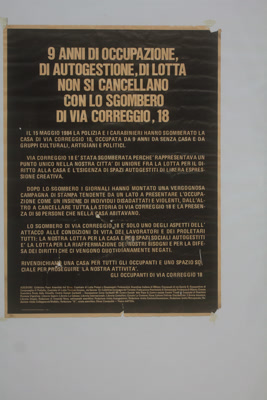 9 ANNI DI OCCUPAZIONE,
DI AUTOGESTIONE, DI LOTTA
NON SI CANCELLANO
CON LO SGOMBERO
DI VIA CORREGGIO, 18
IL 15 MAGGIO 1984 LA POLIZIA E I CARABINIERI HANNO SGOMBERATO LA
CASA DI VIA CORREGGIO 18, OCCUPATA DA 9 ANNI DA SENZA CASA E DA
GRUPPI CULTURALI, ARTIGIANI E POLITICI.
VIA CORREGGIO 18 E' STATA SGOMBERATA PERCHE' RAPPRESENTAVA UN
PUNTO UNICO NELLA NOSTRA CITTA' DI UNIONE FRA LA LOTTA PER IL DI-
RITTO ALLA CASA E L'ESIGENZA DI SPAZI AUTOGESTITI DI LIBERA ESPRES-
SIONE CREATIVA.
DOPO LO SGOMBERO I GIORNALI HANNO MONTATO UNA VERGOGNOSA
CAMPAGNA DI STAMPA TENDENTE DA UN LATO A PRESENTARE L'OCCUPA-
ZIONE COME UN INSIEME DI INDIVIDUI DISADATTATI E VIOLENTI, DALL'AL-
TRO A CANCELLARE TUTTA LA STORIA DI VIA CORREGGIO 18 E LA PRESEN-
ZA DI 50 PERSONE CHE NELLA CASA ABITAVANO.
LO SGOMBERO DI VIA CORREGGIO 18 E' SOLO UNO DEGLI ASPETTI DELL'
ATTACCO ALLE CONDIZIONI DI VITA DEI LAVORATORI E DEI PROLETARI
TUTTI; LA NOSTRA LOTTA PER LA CASA E PER SPAZI SOCIALI AUTOGESTITI
E' LA LOTTA PER LA RIAFFERMAZIONE DEI NOSTRI BISOGNI E PER LA DIFE-
SA DEI DIRITTI CHE CI VENGONO QUOTIDIANAMENTE NEGATI.
RIVENDICHIAMO UNA CASA PER TUTTI GLI OCCUPANTI E UNO SPAZIO SO-
CIALE PER PROSEGUIRE LA NOSTRA ATTIVITA'.
GLI OCCUPANTI DI VIA CORREGGIO 18